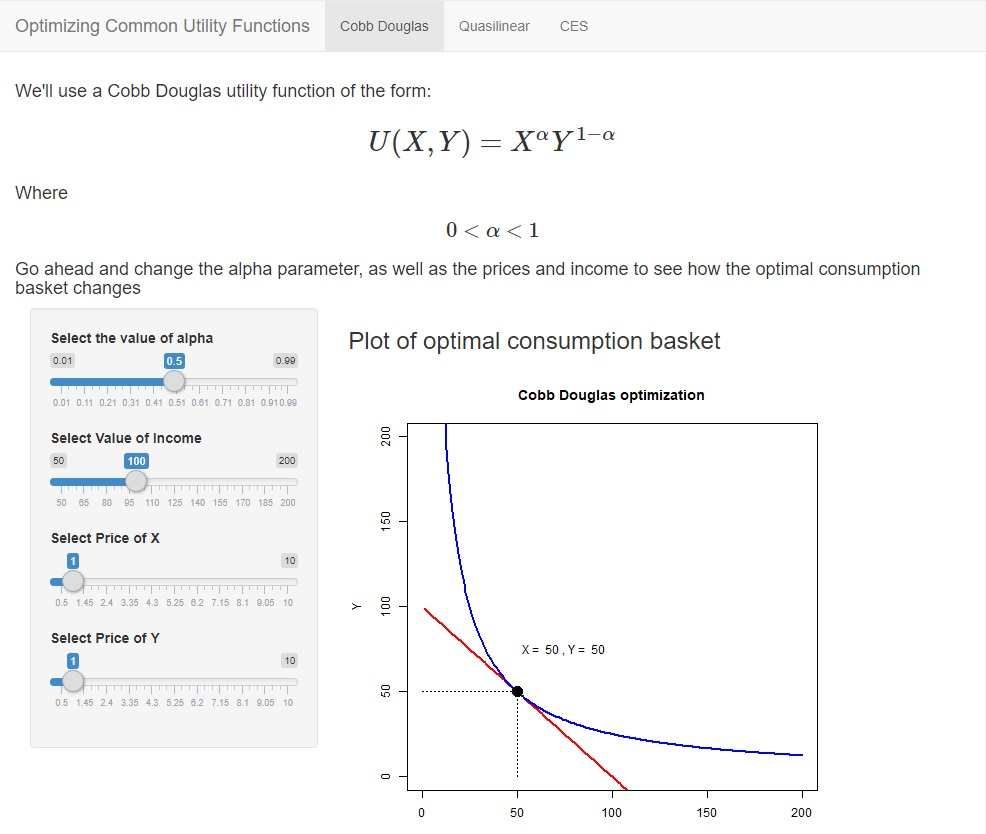 Optimizing Common Utility Functions Cobb Douglas Quasilinear CES
We'll use a Cobb Douglas utility function of the form:
U(X, Y) = X^α Y^{1−α}
Where
0 < α < 1
Go ahead and change the alpha parameter, as well as the prices and income to see how the optimal consumption
basket changes
Select the value of alpha
0.01 0.5 0.99
0.01 0.11 0.21 0.31 0.41 0.51 0.61 0.71 0.81 0.91 0.99
Select Value of Income
50 100 200
50 65 80 95 110 125 140 155 170 185 200
Select Price of X
1 10
0.5 1.45 2.4 3.35 4.3 5.25 6.2 7.15 8.1 9.05 10
Select Price of Y
1 10
0.5 1.45 2.4 3.35 4.3 5.25 6.2 7.15 8.1 9.05 10
Plot of optimal consumption basket
Cobb Douglas optimization
200
150
100
50
0
Y
X = 50 , Y = 50
0 50 100 150 200